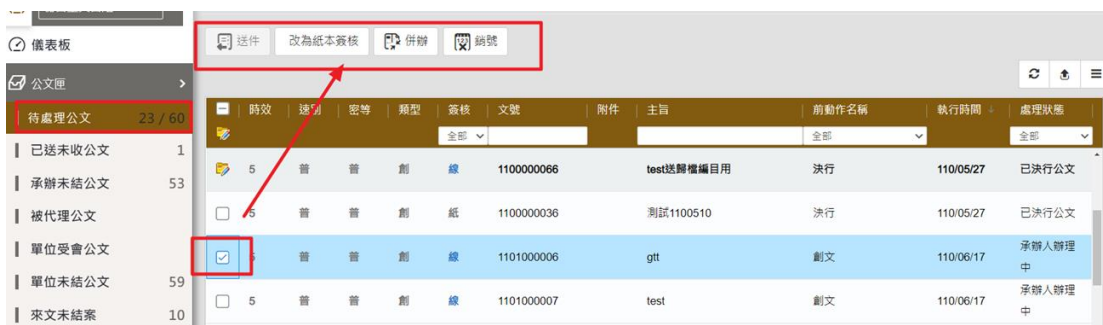 送件 改為紙本簽核 併辦 銷號
儀表板
公文匣
待處理公文 23 / 60
已送未收公文 1
承辦未結公文 53
被代理公文
單位受會公文
單位未結公文 59
來文未結案 10
時效 速別 密等 類型 簽核 文號 附件 主旨 前動作名稱 執行時間 處理狀態
全部 全部 全部
5 普 普 創 線 1100000066 test送歸檔編目用 決行 110/05/27 已決行公文
5 普 普 創 紙 1100000036 測試1100510 決行 110/05/27 已決行公文
5 普 普 創 線 1101000006 gtt 創文 110/06/17 承辦人辦理
中
5 普 普 創 線 1101000007 test 創文 110/06/17 承辦人辦理
中